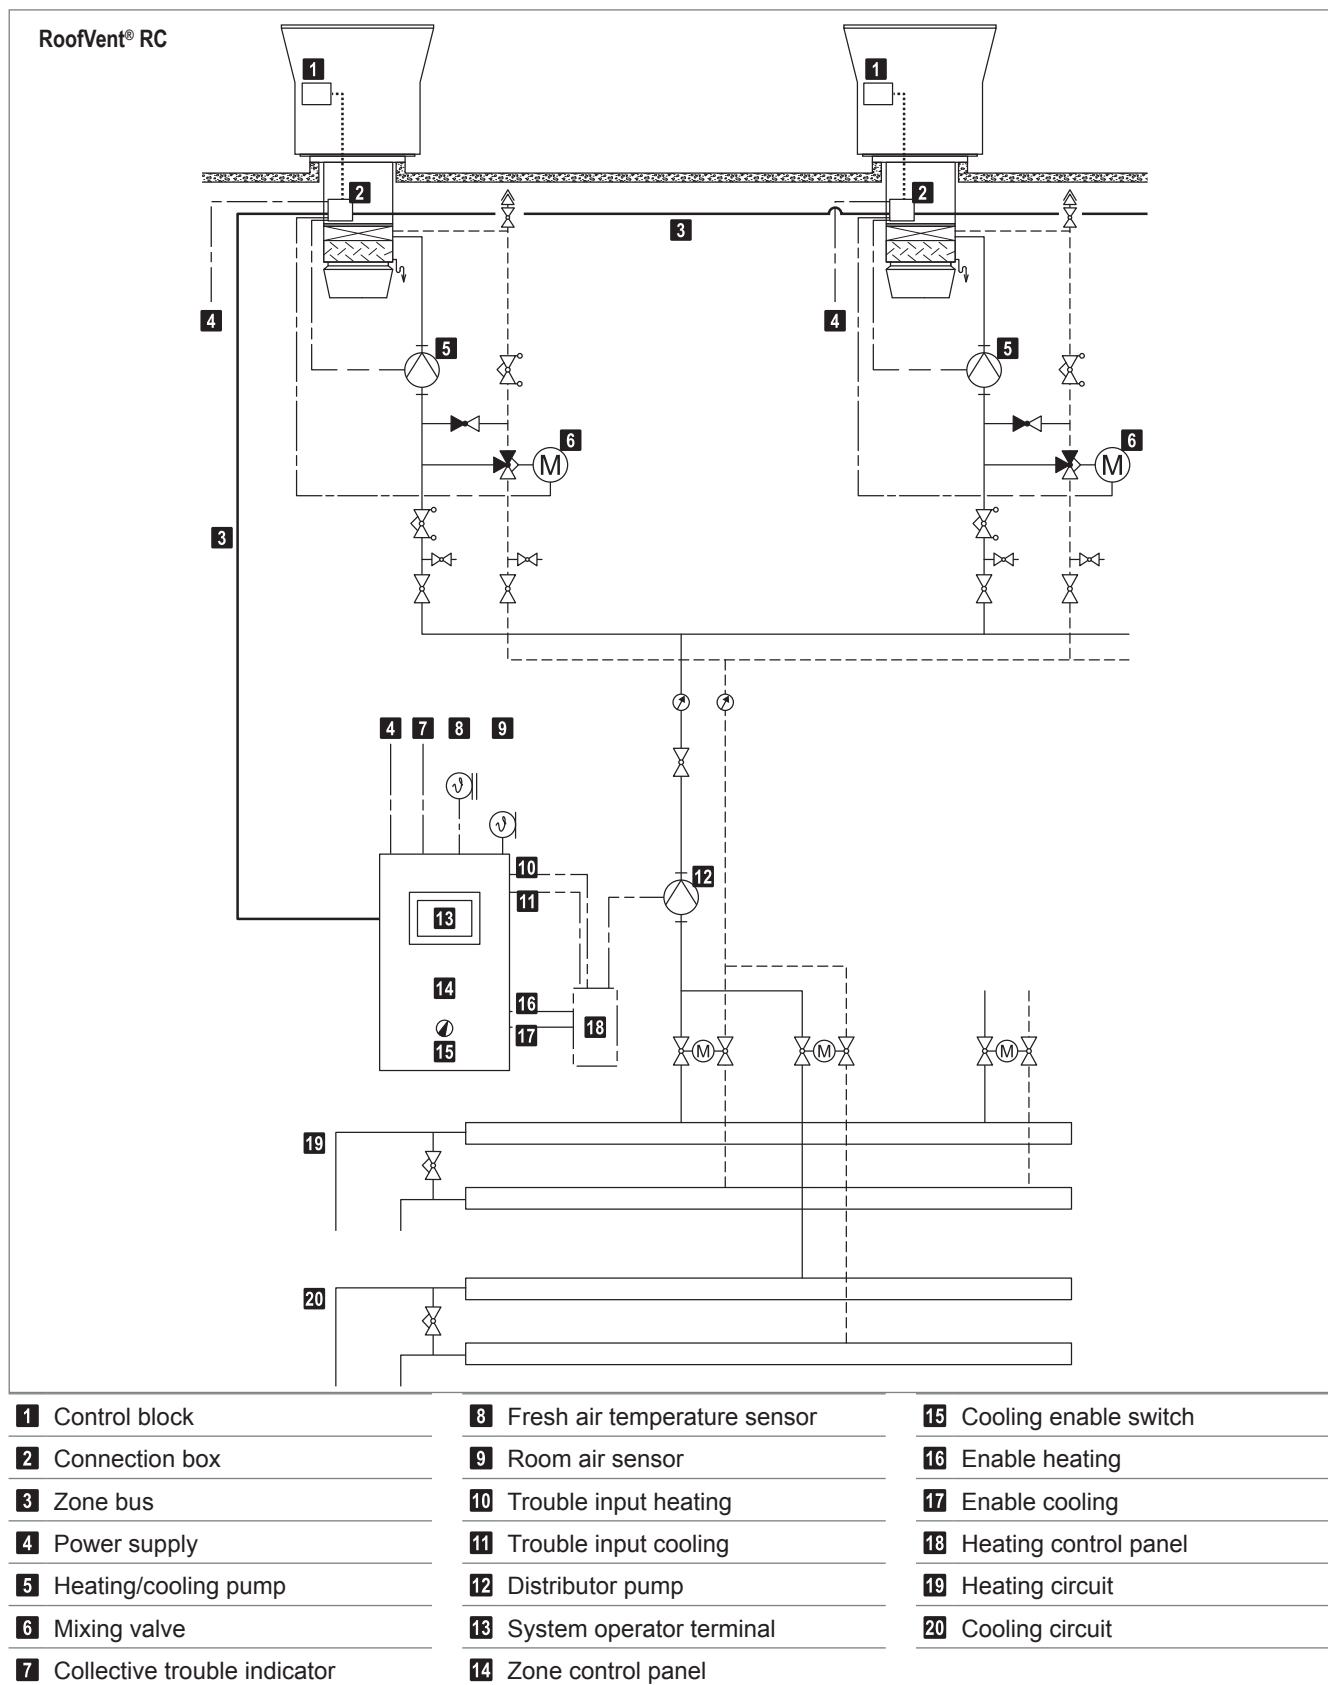 RoofVent® RC
1
1
2
2
3
4
4
5
5
6
6
M
M
3
4
7
8
9
ϑ
ϑ
10
11
12
13
14
15
16
17
18
M
M
M
19
20
1 Control block
2 Connection box
3 Zone bus
4 Power supply
5 Heating/cooling pump
6 Mixing valve
7 Collective trouble indicator
8 Fresh air temperature sensor
9 Room air sensor
10 Trouble input heating
11 Trouble input cooling
12 Distributor pump
13 System operator terminal
14 Zone control panel
15 Cooling enable switch
16 Enable heating
17 Enable cooling
18 Heating control panel
19 Heating circuit
20 Cooling circuit